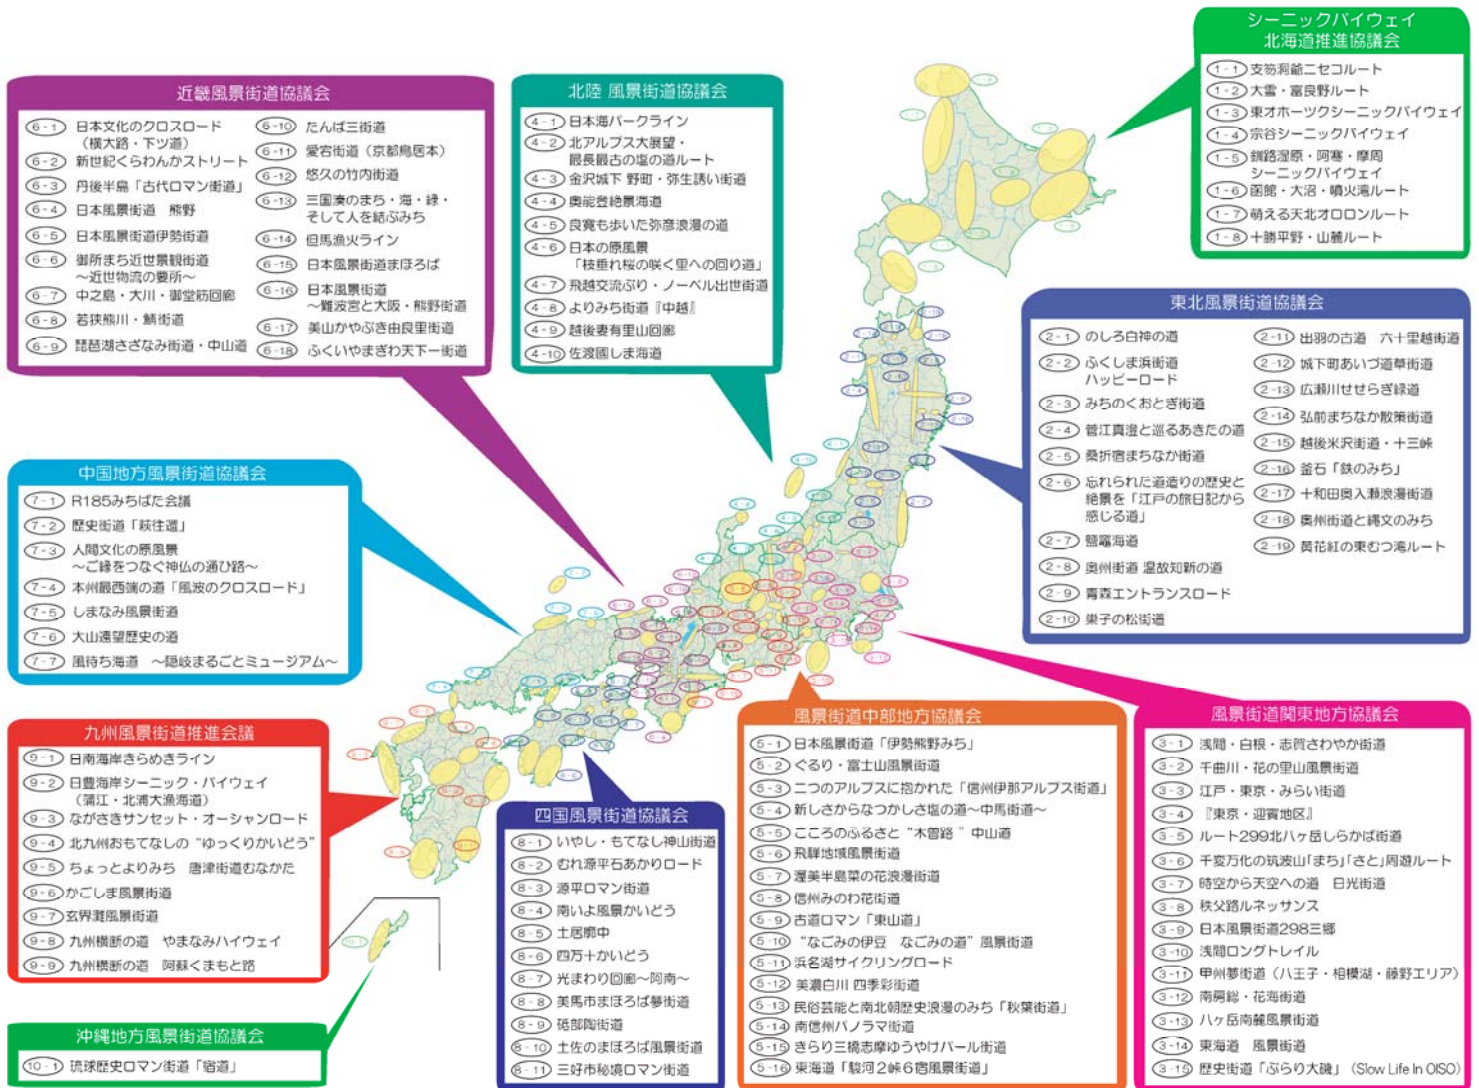 シーニックバイウェイ
北海道推進協議会
1-1 支笏洞爺ニセコルート
1-2 大雪・富良野ルート
1-3 東オホーツクシーニックバイウェイ
1-4 宗谷シーニックバイウェイ
1-5 釧路湿原・阿寒・摩周
シーニックバイウェイ
1-6 函館・大沼・噴火湾ルート
1-7 萌える天北オロロンルート
1-8 十勝平野・山麓ルート
近畿風景街道協議会
6-1 日本文化のクロスロード
(横大路・下ツ道)
6-2 新世紀くらわんかストリート
6-3 丹後半島「古代ロマン街道」
6-4 日本風景街道 熊野
6-5 日本風景街道伊勢街道
6-6 御所まち近世景観街道
～近世物流の要所～
6-7 中之島・大川・御堂筋回廊
6-8 若狭熊川・鯖街道
6-9 琵琶湖さざなみ街道・中山道
6-10 たんば三街道
6-11 愛宕街道(京都鳥居本)
6-12 悠久の竹内街道
6-13 三国湊のまち・海・緑・
そして人を結ぶみち
6-14 但馬漁火ライン
6-15 日本風景街道まほろば
6-16 日本風景街道
～難波宮と大阪・熊野街道
6-17 美山かやぶき由良里街道
6-18 ふくいやまぎわ天下一街道
北陸 風景街道協議会
4-1 日本海パークライン
4-2 北アルプス大展望・
最長最古の塩の道ルート
4-3 金沢城下 野町・弥生誘い街道
4-4 奥能登絶景海道
4-5 良寛も歩いた弥彦浪漫の道
4-6 日本の原風景
「枝垂れ桜の咲く里への回り道」
4-7 飛越交流ぶり・ノーベル出世街道
4-8 よりみち街道『中越』
4-9 越後妻有里山回廊
4-10 佐渡國しま海道
東北風景街道協議会
2-1 のしろ白神の道
2-2 ふくしま浜街道
ハッピーロード
2-3 みちのくおとぎ街道
2-4 菅江真澄と巡るあきたの道
2-5 桑折宿まちなか街道
2-6 忘れられた道造りの歴史と
絶景を「江戸の旅日記から
感じる道」
2-7 鹽竈海道
2-8 奥州街道 温故知新の道
2-9 青森エントランスロード
2-10 巣子の松街道
2-11 出羽の古道 六十里越街道
2-12 城下町あいづ道草街道
2-13 広瀬川せせらぎ緑道
2-14 弘前まちなか散策街道
2-15 越後米沢街道・十三峠
2-16 釜石「鉄のみち」
2-17 十和田奥入瀬浪漫街道
2-18 奥州街道と縄文のみち
2-19 黄花紅の東むつ湾ルート
中国地方風景街道協議会
7-1 R185みちばた会議
7-2 歴史街道「萩往還」
7-3 人間文化の原風景
～ご縁をつなぐ神仏の通ひ路～
7-4 本州最西端の道「風波のクロスロード」
7-5 しまなみ風景街道
7-6 大山遠望歴史の道
7-7 風待ち海道 ～隠岐まるごとミュージアム～
九州風景街道推進会議
9-1 日南海岸きらめきライン
9-2 日豊海岸シーニック・バイウェイ
(蒲江・北浦大漁海道)
9-3 ながさきサンセット・オーシャンロード
9-4 北九州おもてなしの“ゆっくりかいどう”
9-5 ちょっとよりみち 唐津街道むなかた
9-6 かごしま風景街道
9-7 玄界灘風景街道
9-8 九州横断の道 やまなみハイウェイ
9-9 九州横断の道 阿蘇くまもと路
沖縄地方風景街道協議会
10-1 琉球歴史ロマン街道「宿道」
四国風景街道協議会
8-1 いやし・もてなし神山街道
8-2 むれ源平石あかりロード
8-3 源平ロマン街道
8-4 南いよ風景かいどう
8-5 土居廓中
8-6 四万十かいどう
8-7 光まわり回廊～阿南～
8-8 美馬市まほろば夢街道
8-9 砥部陶街道
8-10 土佐のまほろば風景街道
8-11 三好市秘境ロマン街道
風景街道中部地方協議会
5-1 日本風景街道「伊勢熊野みち」
5-2 ぐるり・富士山風景街道
5-3 二つのアルプスに抱かれた「信州伊那アルプス街道」
5-4 新しさからなつかしさ塩の道～中馬街道～
5-5 こころのふるさと“木曽路”中山道
5-6 飛騨地域風景街道
5-7 渥美半島菜の花浪漫街道
5-8 信州みのわ花街道
5-9 古道ロマン「東山道」
5-10 “なごみの伊豆 なごみの道”風景街道
5-11 浜名湖サイクリングロード
5-12 美濃白川 四季彩街道
5-13 民俗芸能と南北朝歴史浪漫のみち「秋葉街道」
5-14 南信州パノラマ街道
5-15 きらり三橋志摩ゆうやけパール街道
5-16 東海道「駿河2峠6宿風景街道」
風景街道関東地方協議会
3-1 浅間・白根・志賀さわやか街道
3-2 千曲川・花の里山風景街道
3-3 江戸・東京・みらい街道
3-4 『東京・迎賓地区』
3-5 ルート299北八ヶ岳しらかば街道
3-6 千変万化の筑波山「まち」「さと」周遊ルート
3-7 時空から天空への道 日光街道
3-8 秩父路ルネッサンス
3-9 日本風景街道298三郷
3-10 浅間ロングトレイル
3-11 甲州夢街道(八王子・相模湖・藤野エリア)
3-12 南房総・花海街道
3-13 八ヶ岳南麓風景街道
3-14 東海道 風景街道
3-15 歴史街道「ぶらり大磯」(Slow Life In OISO)